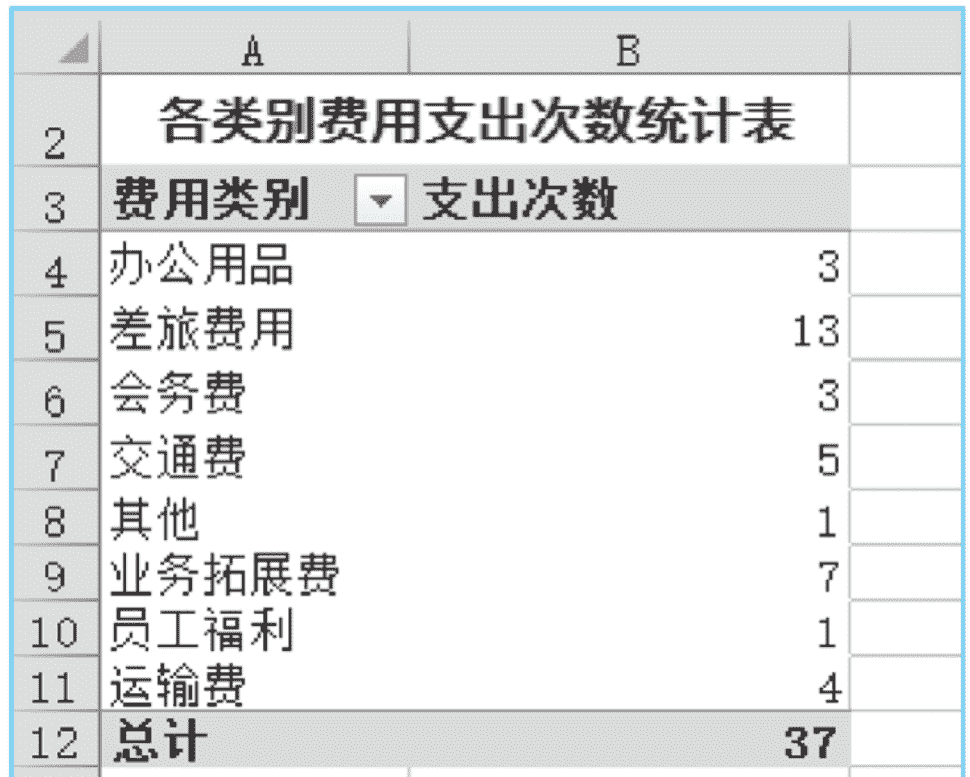 A B
2 各类别费用支出次数统计表
3 费用类别 支出次数
4 办公用品 3
5 差旅费用 13
6 会务费 3
7 交通费 5
8 其他 1
9 业务拓展费 7
10 员工福利 1
11 运输费 4
12 总计 37